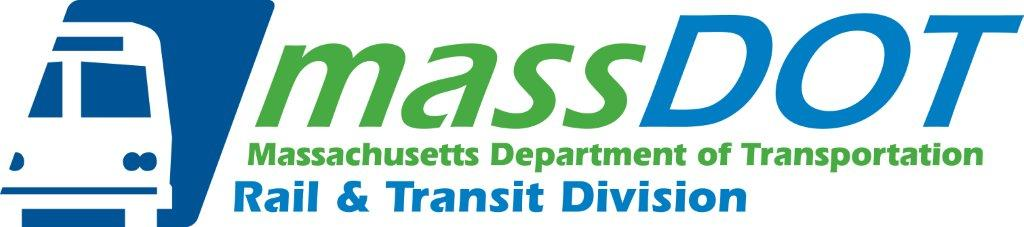 massDOT
Massachusetts Department of Transportation
Rail & Transit Division